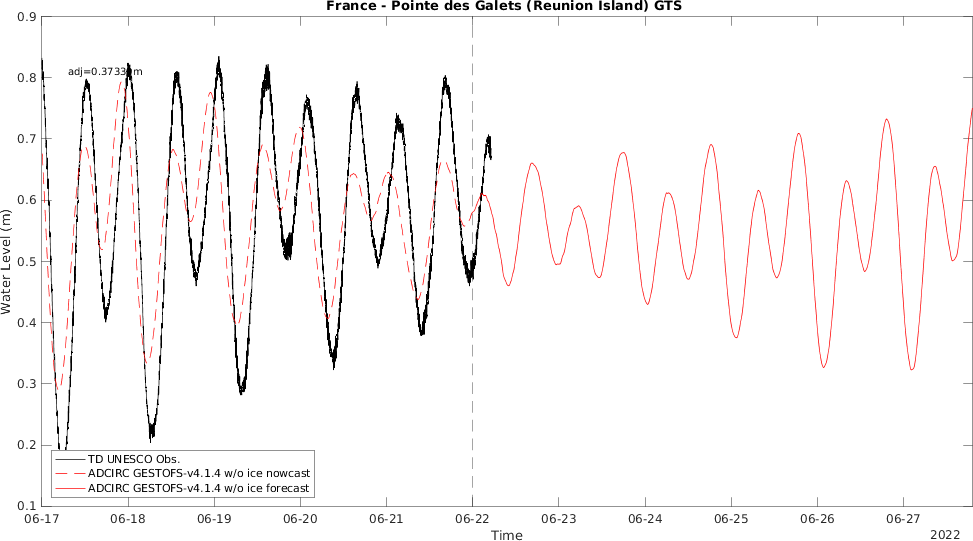 France - Pointe des Galets (Reunion Island) GTS
0.9
0.8
0.7
0.6
0.5
0.4
0.3
0.2
0.1
Water Level (m)
adj=0.3733 m
TD UNESCO Obs.
ADCIRC GESTOFS-v4.1.4 w/o ice nowcast
ADCIRC GESTOFS-v4.1.4 w/o ice forecast
06-17 06-18 06-19 06-20 06-21 06-22 06-23 06-24 06-25 06-26 06-27
Time
2022